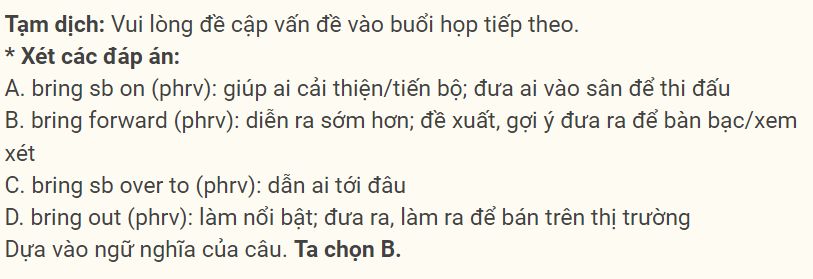 Tạm dịch: Vui lòng đề cập vấn đề vào buổi họp tiếp theo.
* Xét các đáp án:
A. bring sb on (phrv): giúp ai cải thiện/tiến bộ; đưa ai vào sân để thi đấu
B. bring forward (phrv): diễn ra sớm hơn; đề xuất, gợi ý đưa ra để bàn bạc/xem
xét
C. bring sb over to (phrv): dẫn ai tới đâu
D. bring out (phrv): làm nổi bật; đưa ra, làm ra để bán trên thị trường
Dựa vào ngữ nghĩa của câu. Ta chọn B.